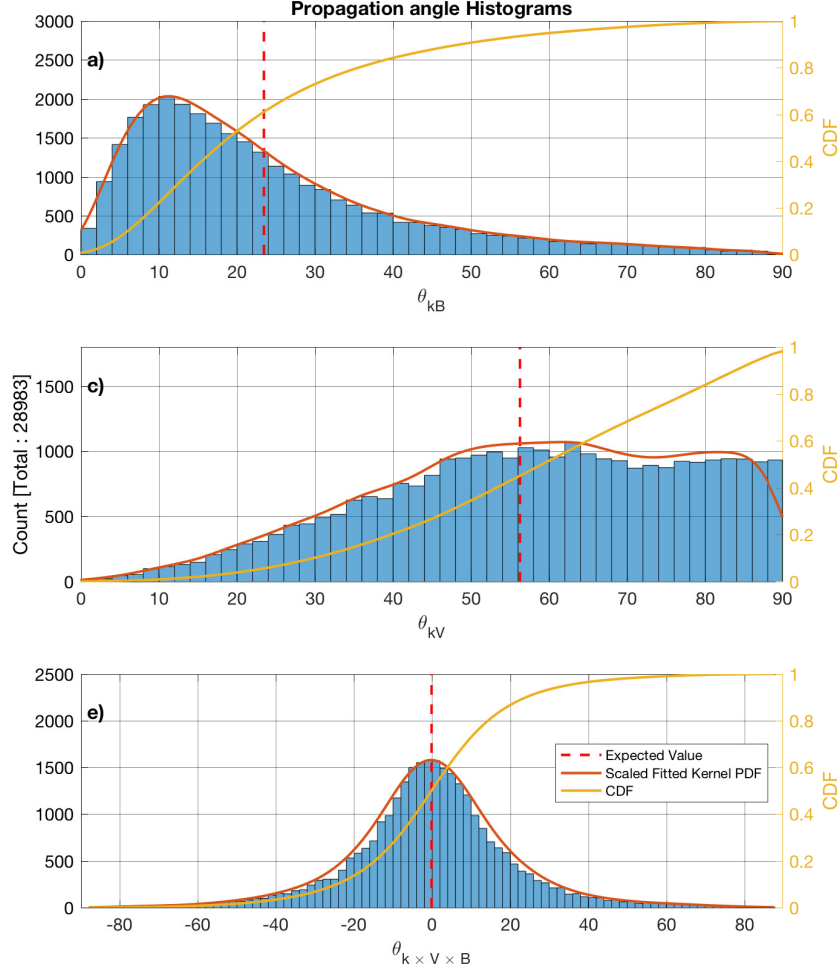 Propagation angle Histograms
a)
3000
2500
2000
1500
1000
500
0
1
0.8
0.6
0.4
0.2
0
CDF
0 10 20 30 40 50 60 70 80 90
θkB
c)
Count [Total : 28983]
1500
1000
500
0
1
0.8
0.6
0.4
0.2
0
CDF
0 10 20 30 40 50 60 70 80 90
θkV
e)
2500
2000
1500
1000
500
0
1
0.8
0.6
0.4
0.2
0
CDF
Expected Value
Scaled Fitted Kernel PDF
CDF
-80 -60 -40 -20 0 20 40 60 80
θk × V × B